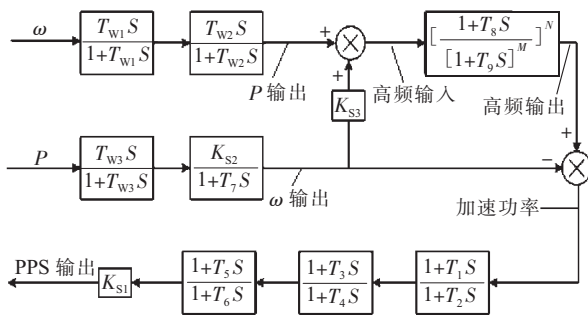 ω
T_W1 S / 1+T_W1 S
T_W2 S / 1+T_W2 S
+
+
P 输出
K_S3
高频输入
[ 1+T_8 S / [1+T_9 S]^M ]^N
高频输出
+
−
P
T_W3 S / 1+T_W3 S
K_S2 / 1+T_7 S
ω 输出
加速功率
PPS 输出
K_S1
1+T_5 S / 1+T_6 S
1+T_3 S / 1+T_4 S
1+T_1 S / 1+T_2 S